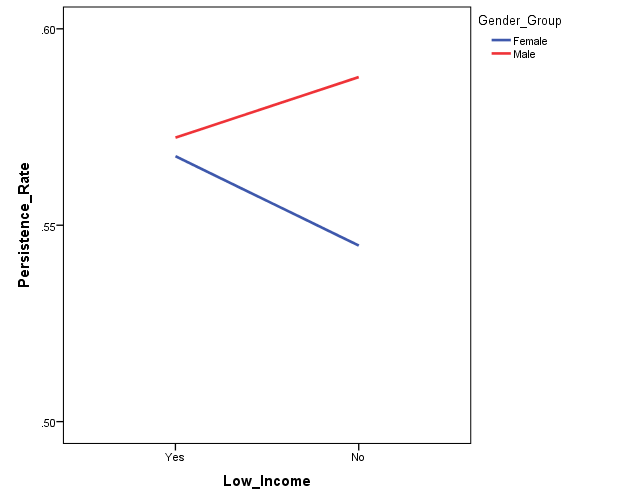 Gender_Group
Female
Male
.60
.55
.50
Persistence_Rate
Yes
No
Low_Income